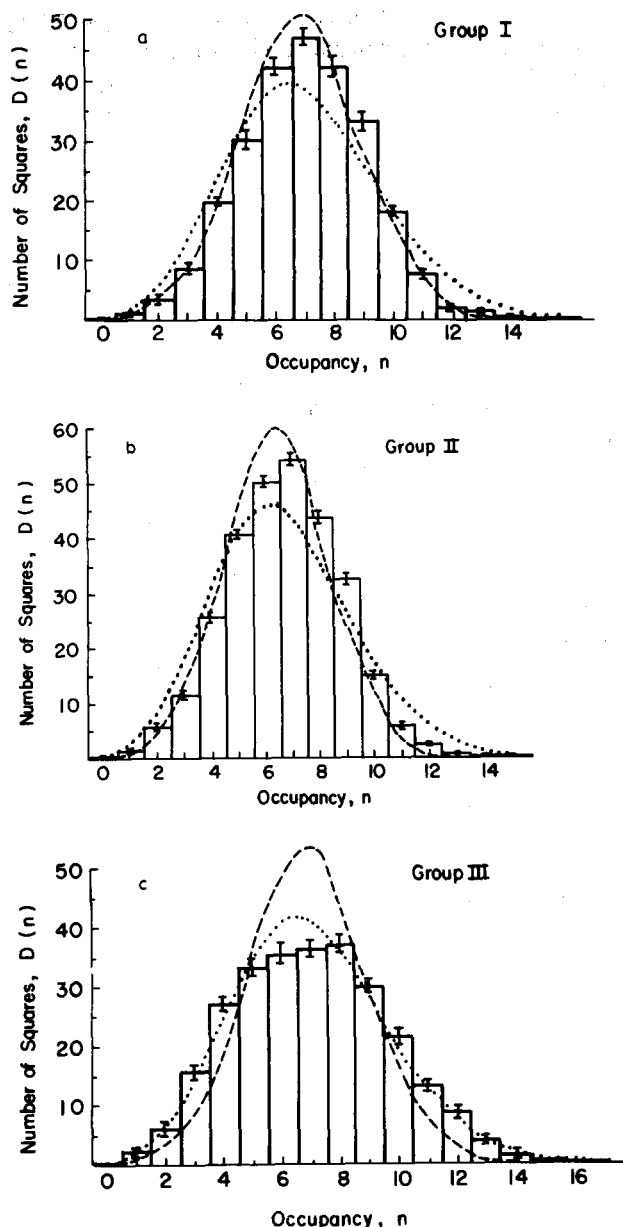 a
Group I
Number of Squares, D(n)
50
40
30
20
10
0 2 4 6 8 10 12 14
Occupancy, n
b
Group II
Number of Squares, D(n)
60
50
40
30
20
10
0 2 4 6 8 10 12 14
Occupancy, n
c
Group III
Number of Squares, D(n)
50
40
30
20
10
0 2 4 6 8 10 12 14 16
Occupancy, n